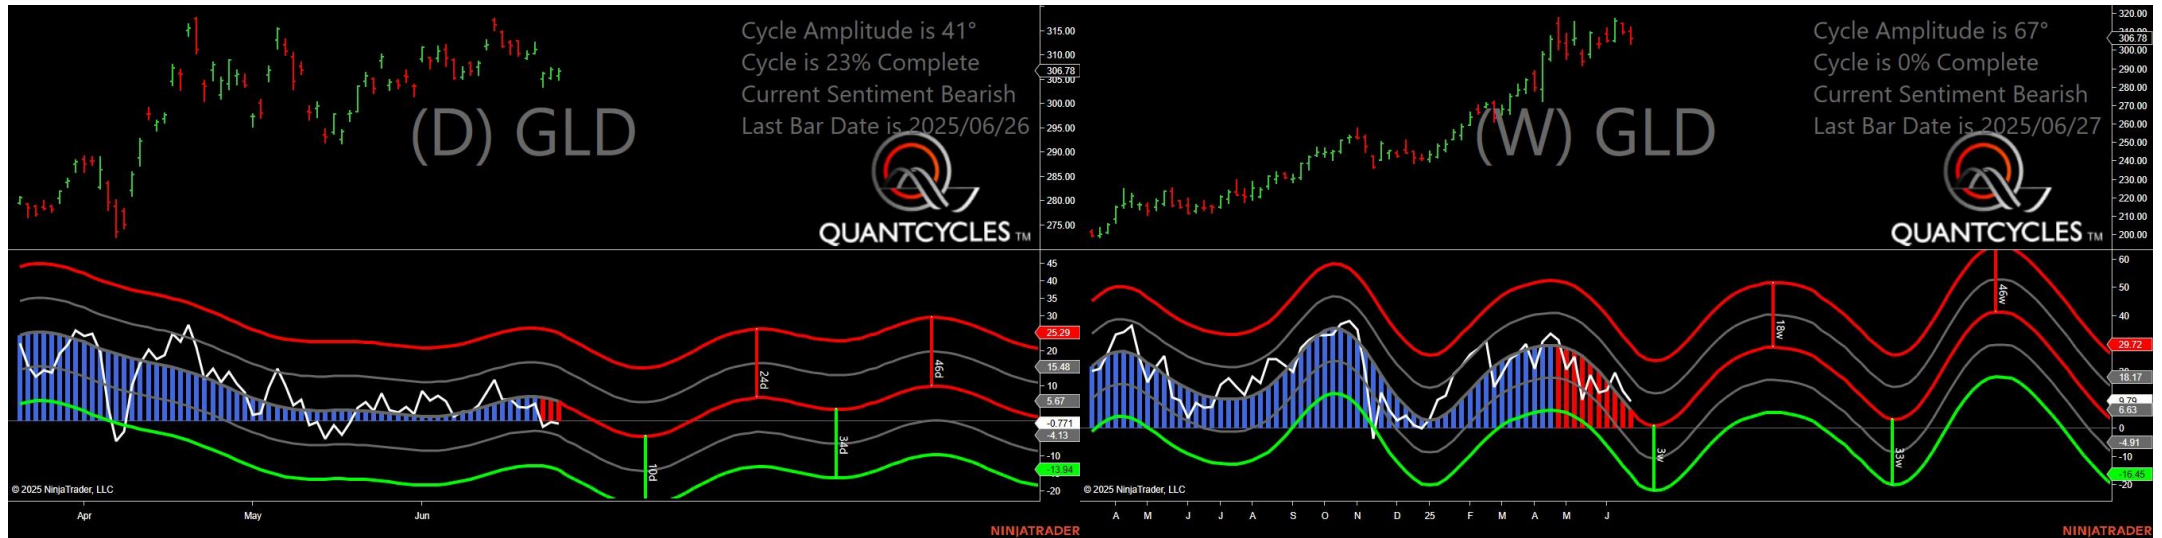 Cycle Amplitude is 41°
Cycle is 23% Complete
Current Sentiment Bearish
Last Bar Date is 2025/06/26
(D) GLD
QUANTCYCLES TM
315.00
310.00
306.78
305.00
300.00
295.00
290.00
285.00
280.00
275.00
45
40
35
30
25.29
20
15.48
10
5.67
-0.771
-4.13
-10
-13.94
-20
10d
24d
34d
46d
© 2025 NinjaTrader, LLC
Apr May Jun
NINJATRADER
Cycle Amplitude is 67°
Cycle is 0% Complete
Current Sentiment Bearish
Last Bar Date is 2025/06/27
(W) GLD
QUANTCYCLES TM
320.00
306.78
300.00
290.00
280.00
270.00
260.00
250.00
240.00
230.00
220.00
210.00
200.00
60
50
40
29.72
18.17
9.79
6.63
0
-4.91
-10
-16.45
-20
3w
18w
33w
46w
© 2025 NinjaTrader, LLC
A M J J A S O N D 25 F M A M J
NINJATRADER